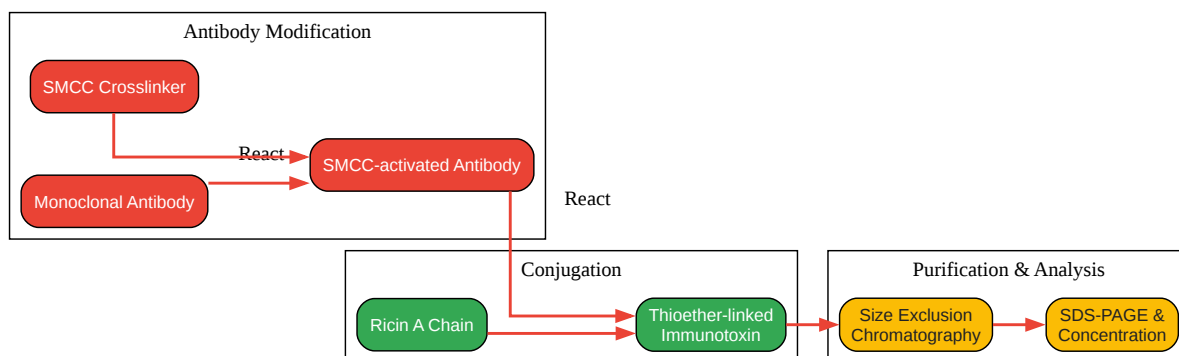 Antibody Modification
SMCC Crosslinker
React
SMCC-activated Antibody
Monoclonal Antibody
React
Conjugation
Ricin A Chain
Thioether-linked
Immunotoxin
Purification & Analysis
Size Exclusion
Chromatography
SDS-PAGE &
Concentration